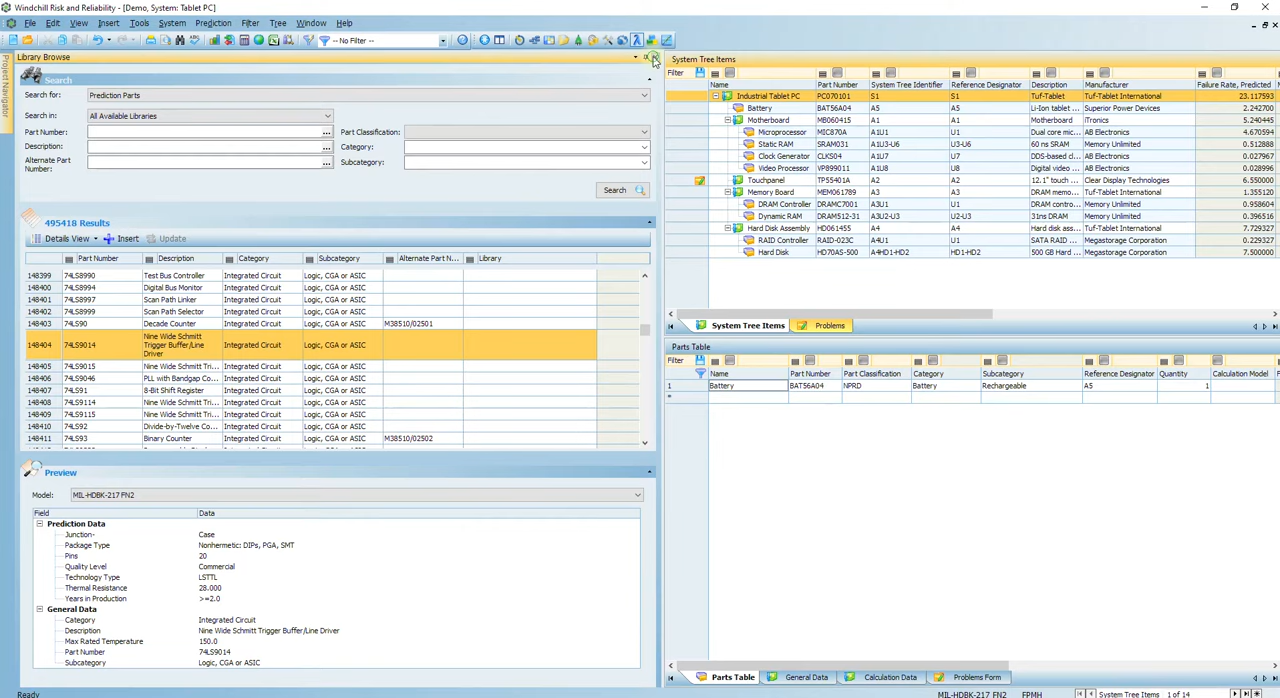 Windchill Risk and Reliability - [Demo, System: Tablet PC]
File Edit View Insert Tools System Prediction Filter Tree Window Help
-- No Filter --
Project Navigator
Library Browse
Search
Search for: Prediction Parts
Search in: All Available Libraries
Part Number: ... Part Classification:
Description: ... Category:
Alternate Part Number: ... Subcategory:
Search
495418 Results
Details View Insert Update
Part Number Description Category Subcategory Alternate Part N... Library
148399 74LS8990 Test Bus Controller Integrated Circuit Logic, CGA or ASIC
148400 74LS8994 Digital Bus Monitor Integrated Circuit Logic, CGA or ASIC
148401 74LS8997 Scan Path Linker Integrated Circuit Logic, CGA or ASIC
148402 74LS8999 Scan Path Selector Integrated Circuit Logic, CGA or ASIC
148403 74LS90 Decade Counter Integrated Circuit Logic, CGA or ASIC M38510/02501
148404 74LS9014 Nine Wide Schmitt Trigger Buffer/Line Driver Integrated Circuit Logic, CGA or ASIC
148405 74LS9015 Nine Wide Schmitt Tri... Integrated Circuit Logic, CGA or ASIC
148406 74LS9046 PLL with Bandgap Co... Integrated Circuit Logic, CGA or ASIC
148407 74LS91 8-Bit Shift Register Integrated Circuit Logic, CGA or ASIC
148408 74LS9114 Nine Wide Schmitt Tri... Integrated Circuit Logic, CGA or ASIC
148409 74LS9115 Nine Wide Schmitt Tri... Integrated Circuit Logic, CGA or ASIC
148410 74LS92 Divide-by-Twelve Co... Integrated Circuit Logic, CGA or ASIC
148411 74LS93 Binary Counter Integrated Circuit Logic, CGA or ASIC M38510/02502
Preview
Model: MIL-HDBK-217 FN2
Field Data
Prediction Data
Junction- Case
Package Type Nonhermetic: DIPs, PGA, SMT
Pins 20
Quality Level Commercial
Technology Type LSTTL
Thermal Resistance 28.000
Years in Production >=2.0
General Data
Category Integrated Circuit
Description Nine Wide Schmitt Trigger Buffer/Line Driver
Max Rated Temperature 150.0
Part Number 74LS9014
Subcategory Logic, CGA or ASIC
System Tree Items
Filter
Name Part Number System Tree Identifier Reference Designator Description Manufacturer Failure Rate, Predicted
Industrial Tablet PC PC070101 S1 S1 Tuf-Tablet Tuf-Tablet International 23.117593
Battery BAT56A04 A5 A5 Li-Ion tablet ... Superior Power Devices 2.242700
Motherboard MB060415 A1 A1 Motherboard iTronics 5.240445
Microprocessor MIC870A A1U1 U1 Dual core mic... AB Electronics 4.670594
Static RAM SRAM031 A1U3-U6 U3-U6 60 ns SRAM AB Electronics 0.512888
Clock Generator CLKS04 A1U7 U7 DDS-based cl... AB Electronics 0.027967
Video Processor VP899011 A1U8 U8 Digital video ... AB Electronics 0.028996
Touchpanel TP55401A A2 A2 12.1" touch ... Clear Display Technologies 6.550000
Memory Board MEM061789 A3 A3 DRAM memo... Tuf-Tablet International 1.355120
DRAM Controller DRAMC7001 A3U1 U1 DRAM contro... Memory Unlimited 0.958604
Dynamic RAM DRAM512-31 A3U2-U3 U2-U3 31ns DRAM Memory Unlimited 0.396516
Hard Disk Assembly HD061455 A4 A4 Hard disk ass... Tuf-Tablet International 7.729327
RAID Controller RAID-023C A4U1 U1 SATA RAID ... Megastorage Corporation 0.229327
Hard Disk HD70AS-500 A4HD1-HD2 HD1-HD2 500 GB Hard ... Megastorage Corporation 7.500000
System Tree Items Problems
Parts Table
Filter
Name Part Number Part Classification Category Subcategory Reference Designator Quantity Calculation Model
1 Battery BAT56A04 NPRD Battery Rechargeable A5 1
*
Parts Table General Data Calculation Data Problems Form
Ready MIL-HDBK-217 FN2 FPMH System Tree Items 1 of 14